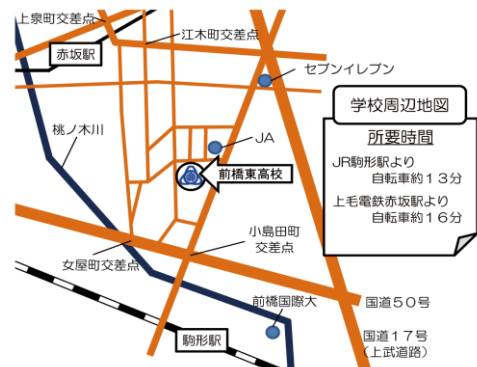 上泉町交差点
江木町交差点
赤坂駅
セブンイレブン
学校周辺地図
桃ノ木川
所要時間
JA
JR駒形駅より
自転車約13分
前橋東高校
上毛電鉄赤坂駅より
自転車約16分
小島田町
交差点
女屋町交差点
前橋国際大
国道50号
駒形駅
国道17号
(上武道路)